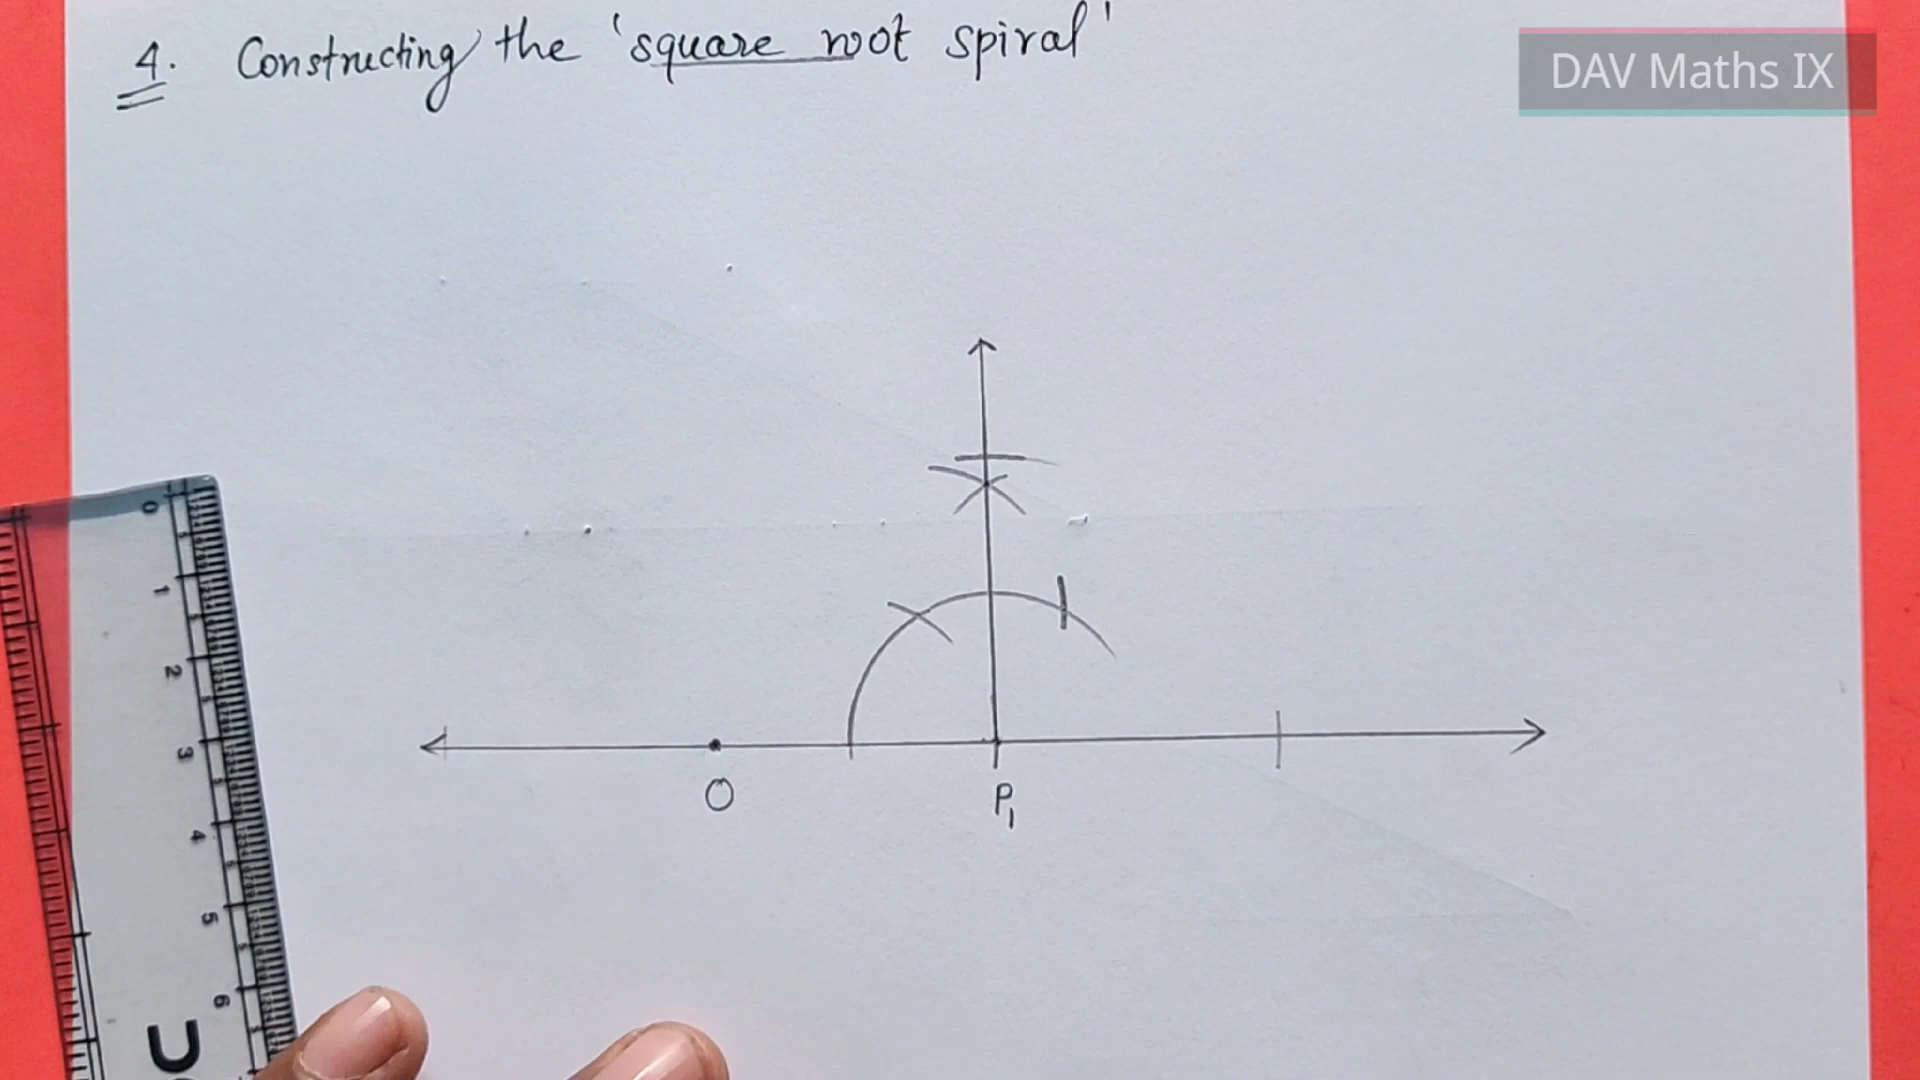 4. Constructing the 'square root spiral'
DAV Maths IX
0
1
2
3
4
5
6
O P₁